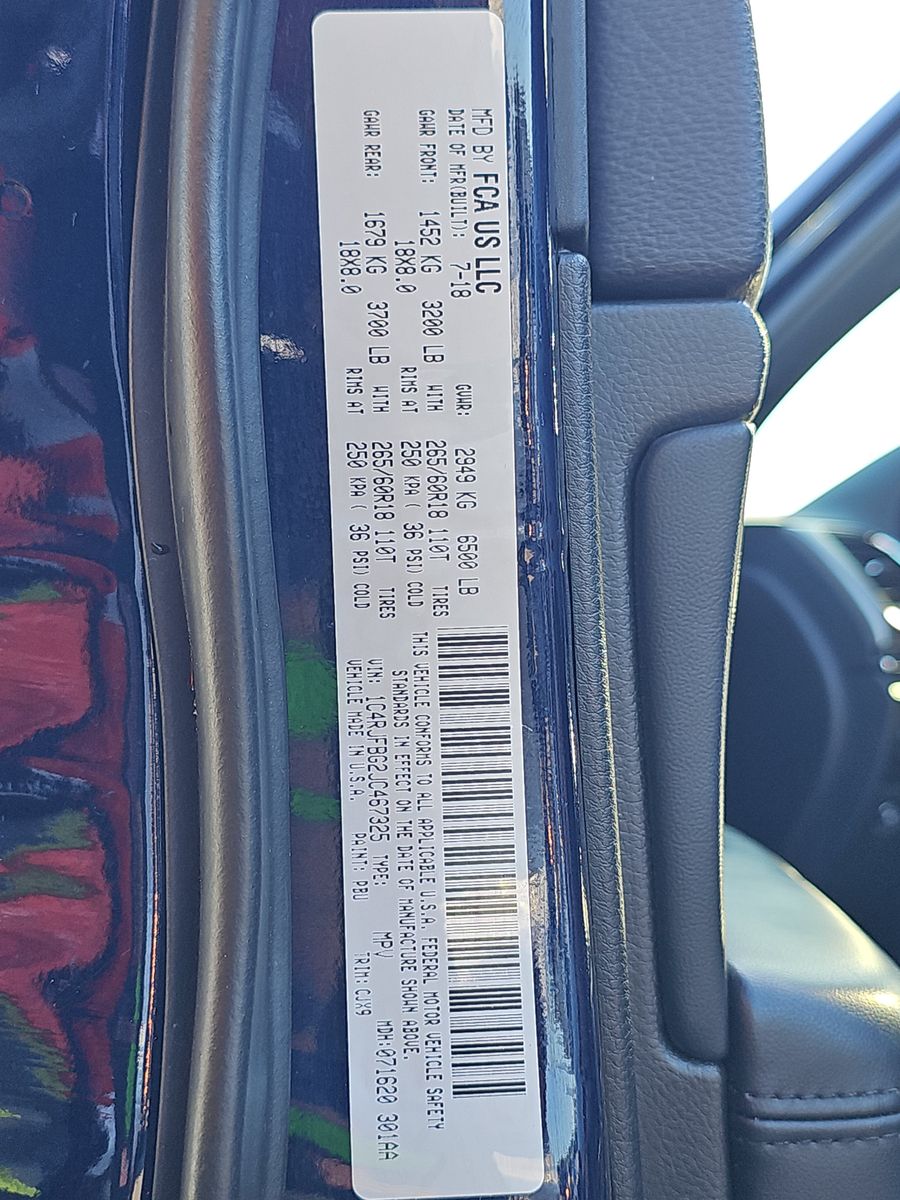 MFD BY FCA US LLC
DATE OF MFR(BUILT): 7-18 GVWR: 2949 KG 6500 LB
GAWR FRONT: 1452 KG 3200 LB WITH 265/60R18 110T TIRES
18X8.0 RIMS AT 250 KPA ( 36 PSI) COLD
GAWR REAR: 1679 KG 3700 LB WITH 265/60R18 110T TIRES
18X8.0 RIMS AT 250 KPA ( 36 PSI) COLD
THIS VEHICLE CONFORMS TO ALL APPLICABLE U.S.A. FEDERAL MOTOR VEHICLE SAFETY
STANDARDS IN EFFECT ON THE DATE OF MANUFACTURE SHOWN ABOVE.
VIN: 1C4RJFBG2JC467325 TYPE: MPV MDH:071620 301AA
VEHICLE MADE IN U.S.A. PAINT: PBU TRIM: CJX9